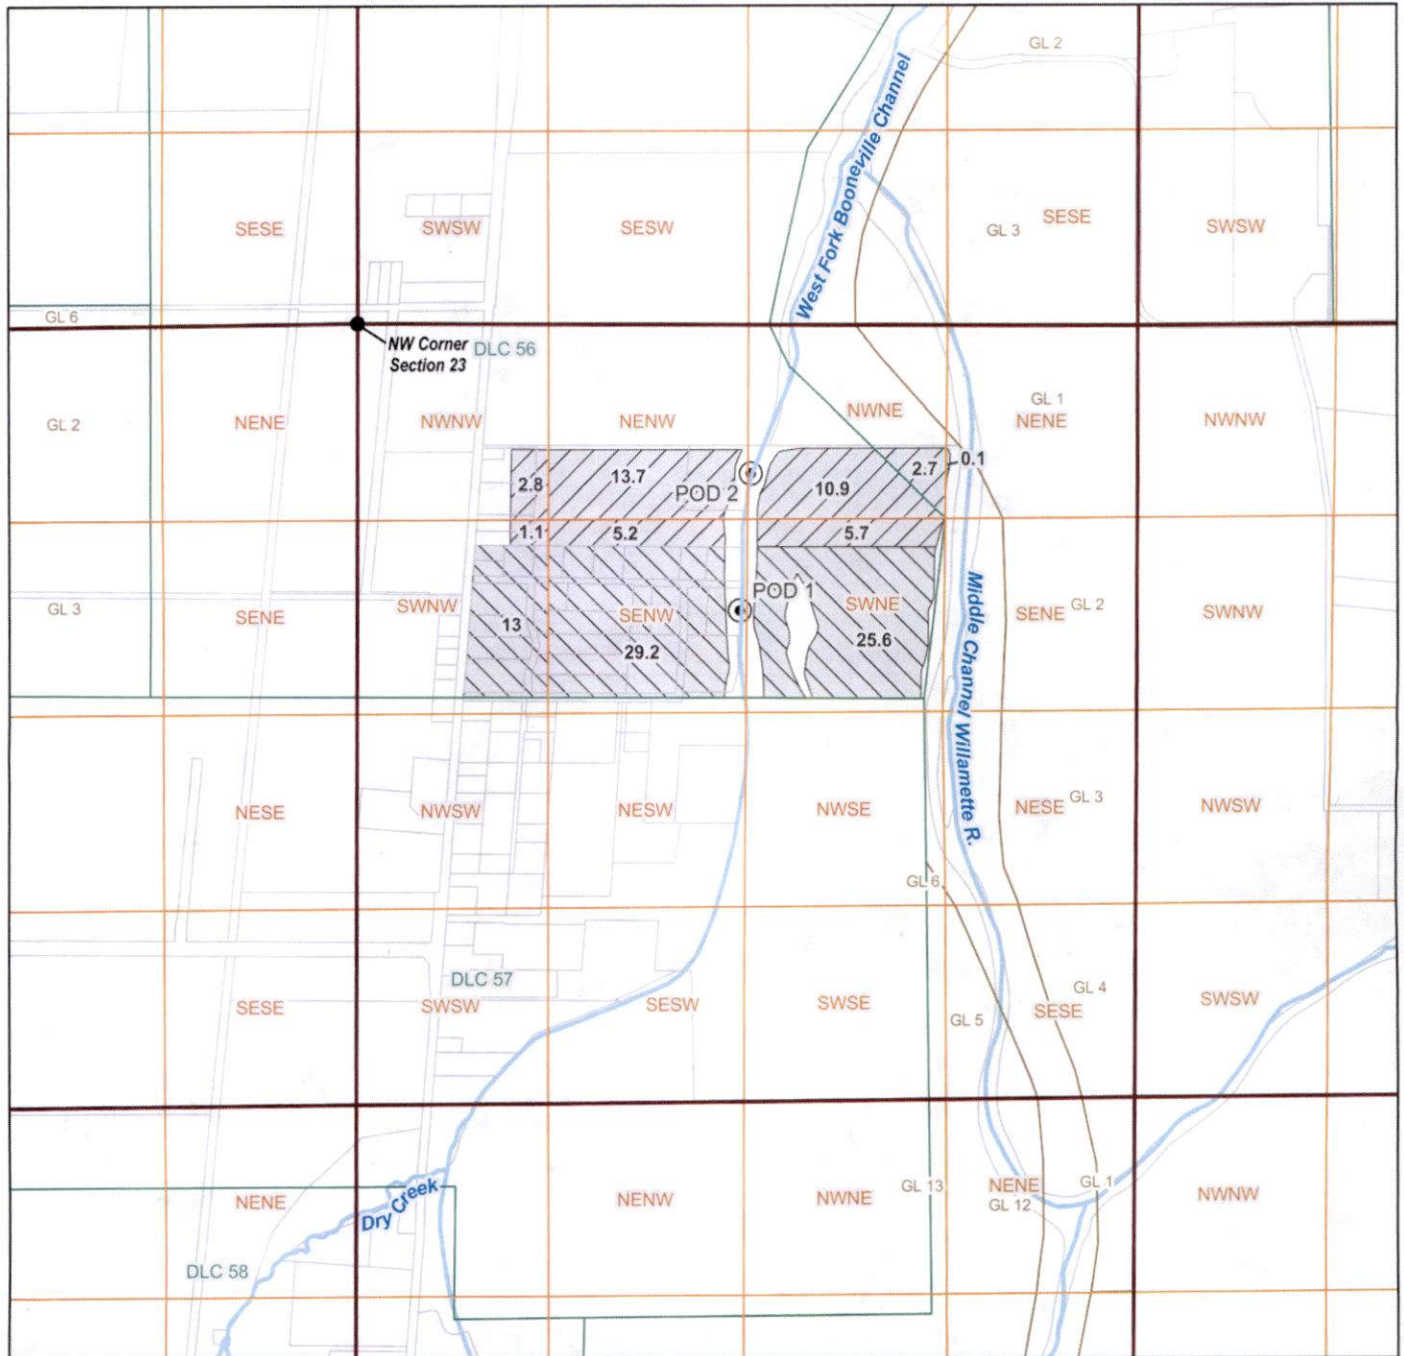 GL 2
West Fork Booneville Channel
SESE
SWSW
SESW
GL 3
SESE
SWSW
GL 6
NW Corner
Section 23
DLC 56
GL 2
NENE
NWNW
NENW
NWNE
GL 1
NENE
NWNW
2.8
13.7
POD 2
10.9
2.7
0.1
1.1
5.2
5.7
GL 3
SENE
SWNW
SENW
POD 1
SWNE
Middle Channel Willamette R.
SENE
GL 2
SWNW
13
29.2
25.6
NESE
NWSW
NESW
NWSE
NESE
GL 3
NWSW
GL 6
DLC 57
SESE
SWSW
SESW
SWSE
GL 5
GL 4
SESE
SWSW
Dry Creek
NENE
NENW
NWNE
GL 13
NENE
GL 12
GL 1
NWNW
DLC 58